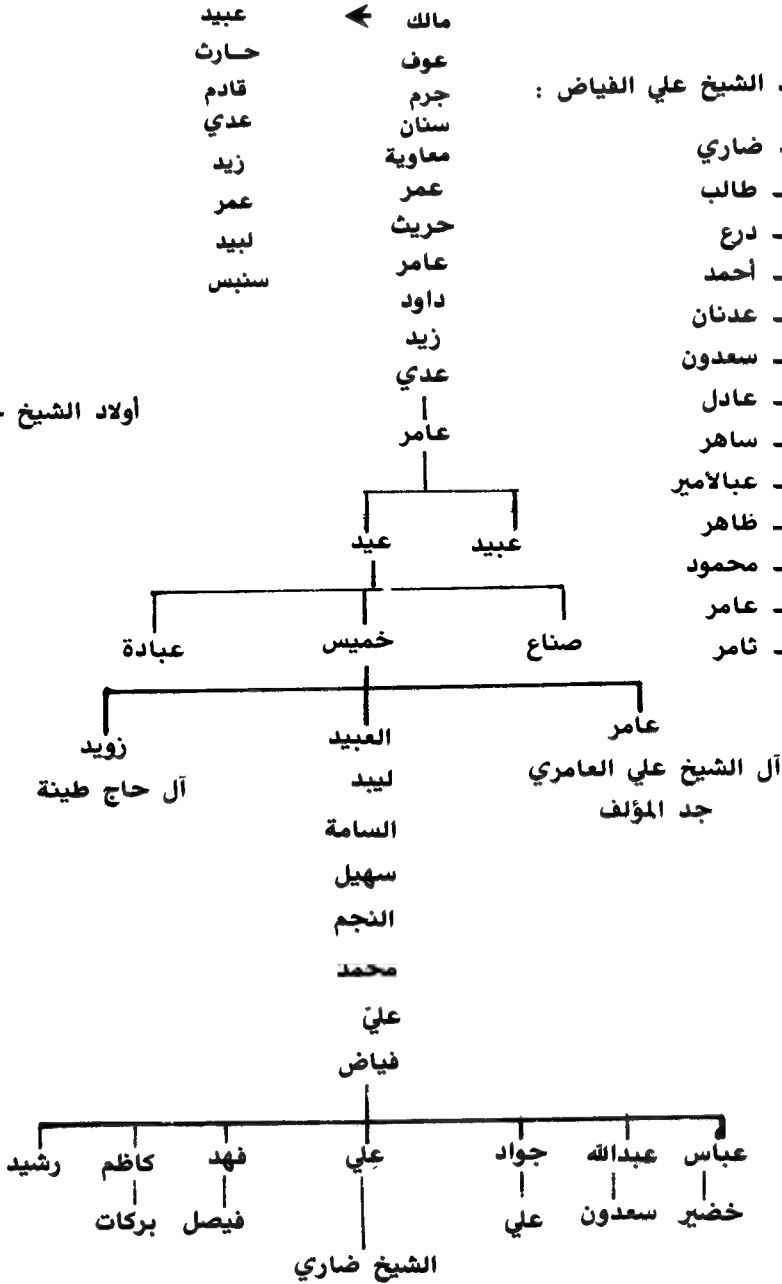 مالك ← عبيد
عوف
حارث
جرم
قادم
: الشيخ علي الفياض
سنان
عدي
معاوية
زيد
ضاري
عمر
عمر
طالب
حريث
لبيد
درع
عامر
سنبس
أحمد
داود
عدنان
زيد
سعدون
عدي
عادل
أولاد الشيخ
عامر
ساهر
عبالأمير
عبيد
عيد
ظاهر
محمود
عامر
ثامر
صناع
خميس
عبادة
عامر
العبيد
زويد
آل الشيخ علي العامري
ليبد
آل حاج طينة
جد المؤلف
السامة
سهيل
النجم
محمد
عليّ
فياض
عباس عبدالله جواد علي فهد كاظم رشيد
خضير سعدون علي فيصل بركات
الشيخ ضاري